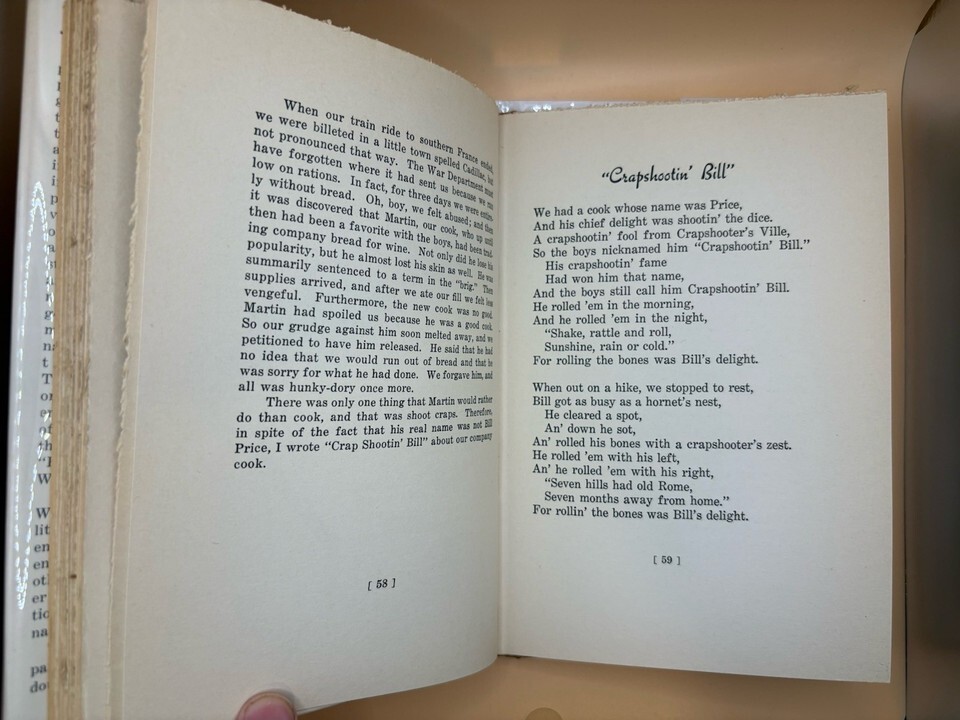 When our train ride to southern France ended,
we were billeted in a little town spelled Cadillac, but
not pronounced that way. The War Department must
have forgotten where it had sent us because we ran
low on rations. In fact, for three days we were entire-
ly without bread. Oh, boy, we felt abused; and then
it was discovered that Martin, our cook, who up until
then had been a favorite with the boys, had been trad-
ing company bread for wine. Not only did he lose his
popularity, but he almost lost his skin as well. He was
summarily sentenced to a term in the "brig." Then
supplies arrived, and after we ate our fill we felt less
vengeful. Furthermore, the new cook was no good.
Martin had spoiled us because he was a good cook.
So our grudge against him soon melted away, and we
petitioned to have him released. He said that he had
no idea that we would run out of bread and that he
was sorry for what he had done. We forgave him, and
all was hunky-dory once more.
There was only one thing that Martin would rather
do than cook, and that was shoot craps. Therefore,
in spite of the fact that his real name was not Bill
Price, I wrote "Crap Shootin' Bill" about our company
cook.
[ 58 ]
"Crapshootin' Bill"
We had a cook whose name was Price,
And his chief delight was shootin' the dice.
A crapshootin' fool from Crapshooter's Ville,
So the boys nicknamed him "Crapshootin' Bill."
His crapshootin' fame
Had won him that name,
And the boys still call him Crapshootin' Bill.
He rolled 'em in the morning,
And he rolled 'em in the night,
"Shake, rattle and roll,
Sunshine, rain or cold."
For rolling the bones was Bill's delight.
When out on a hike, we stopped to rest,
Bill got as busy as a hornet's nest,
He cleared a spot,
An' down he sot,
An' rolled his bones with a crapshooter's zest.
He rolled 'em with his left,
An' he rolled 'em with his right,
"Seven hills had old Rome,
Seven months away from home."
For rollin' the bones was Bill's delight.
[ 59 ]